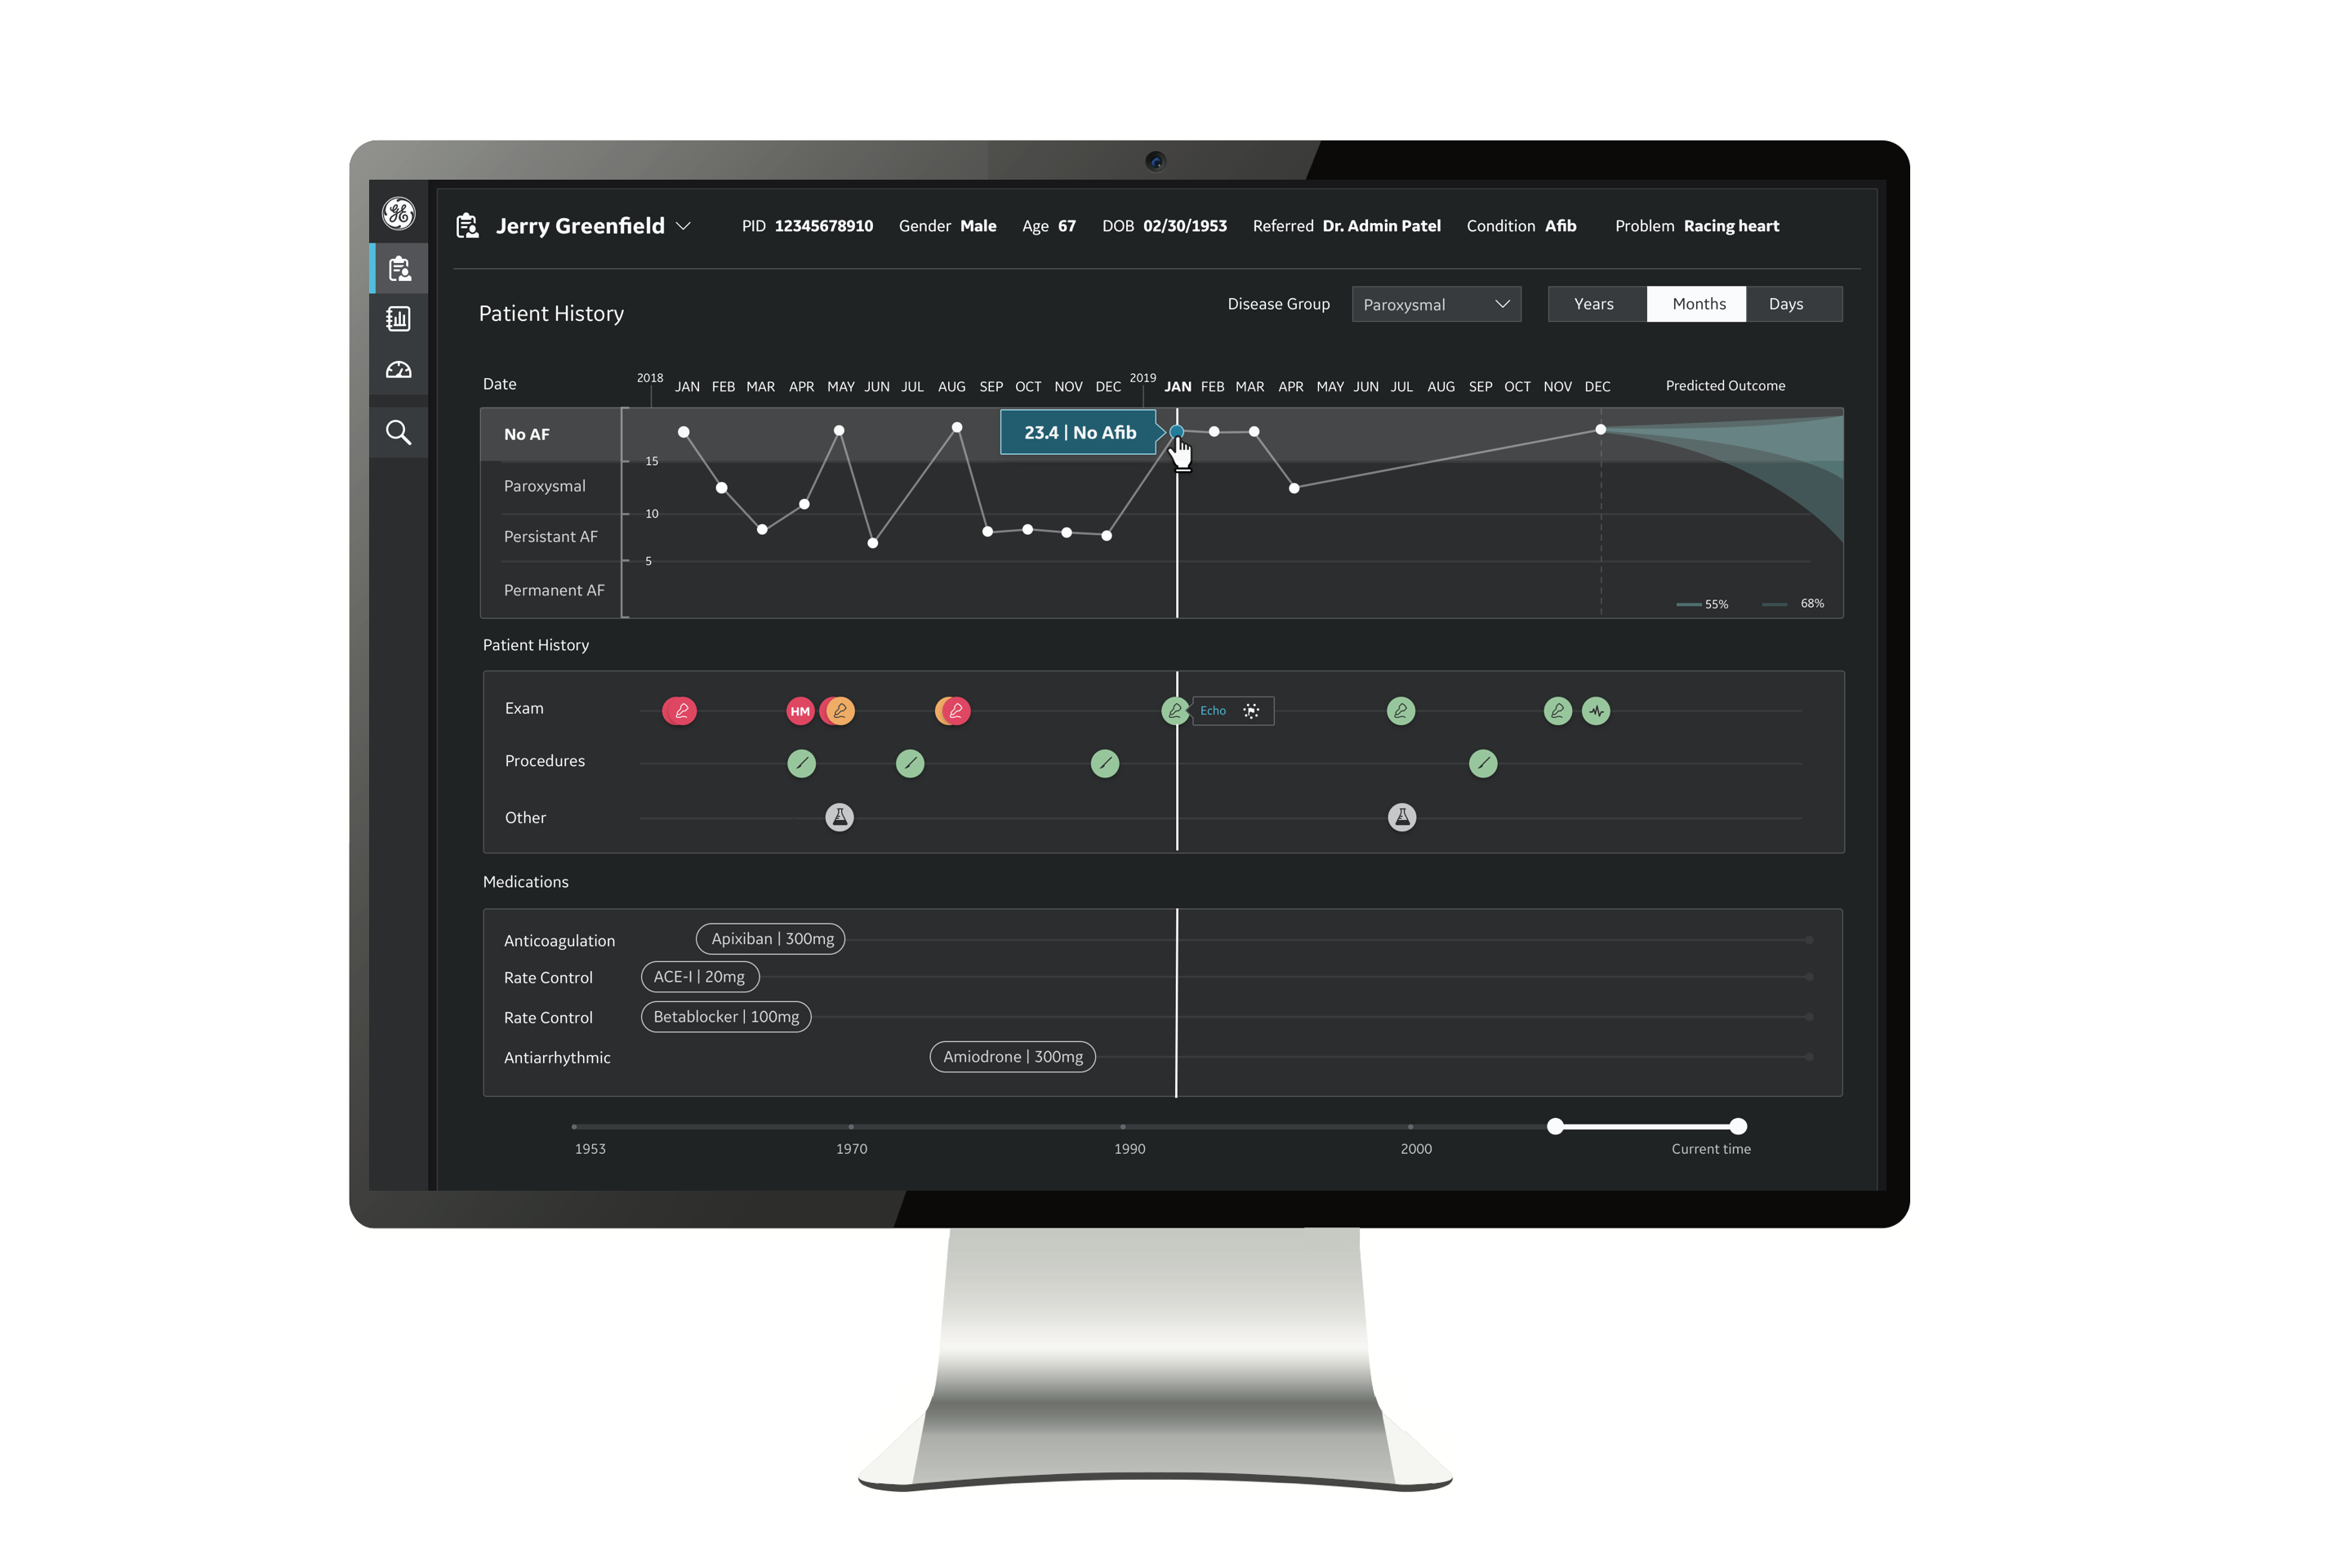 Jerry Greenfield PID 12345678910 Gender Male Age 67 DOB 02/30/1953 Referred Dr. Admin Patel Condition Afib Problem Racing heart
Patient History
Disease Group Paroxysmal Years Months Days
Date 2018 JAN FEB MAR APR MAY JUN JUL AUG SEP OCT NOV DEC 2019 JAN FEB MAR APR MAY JUN JUL AUG SEP OCT NOV DEC Predicted Outcome
No AF
23.4 | No Afib
15
Paroxysmal
10
Persistant AF
5
Permanent AF
55% 68%
Patient History
Exam HM Echo
Procedures
Other
Medications
Anticoagulation Apixiban | 300mg
Rate Control ACE-I | 20mg
Rate Control Betablocker | 100mg
Antiarrhythmic Amiodrone | 300mg
1953 1970 1990 2000 Current time